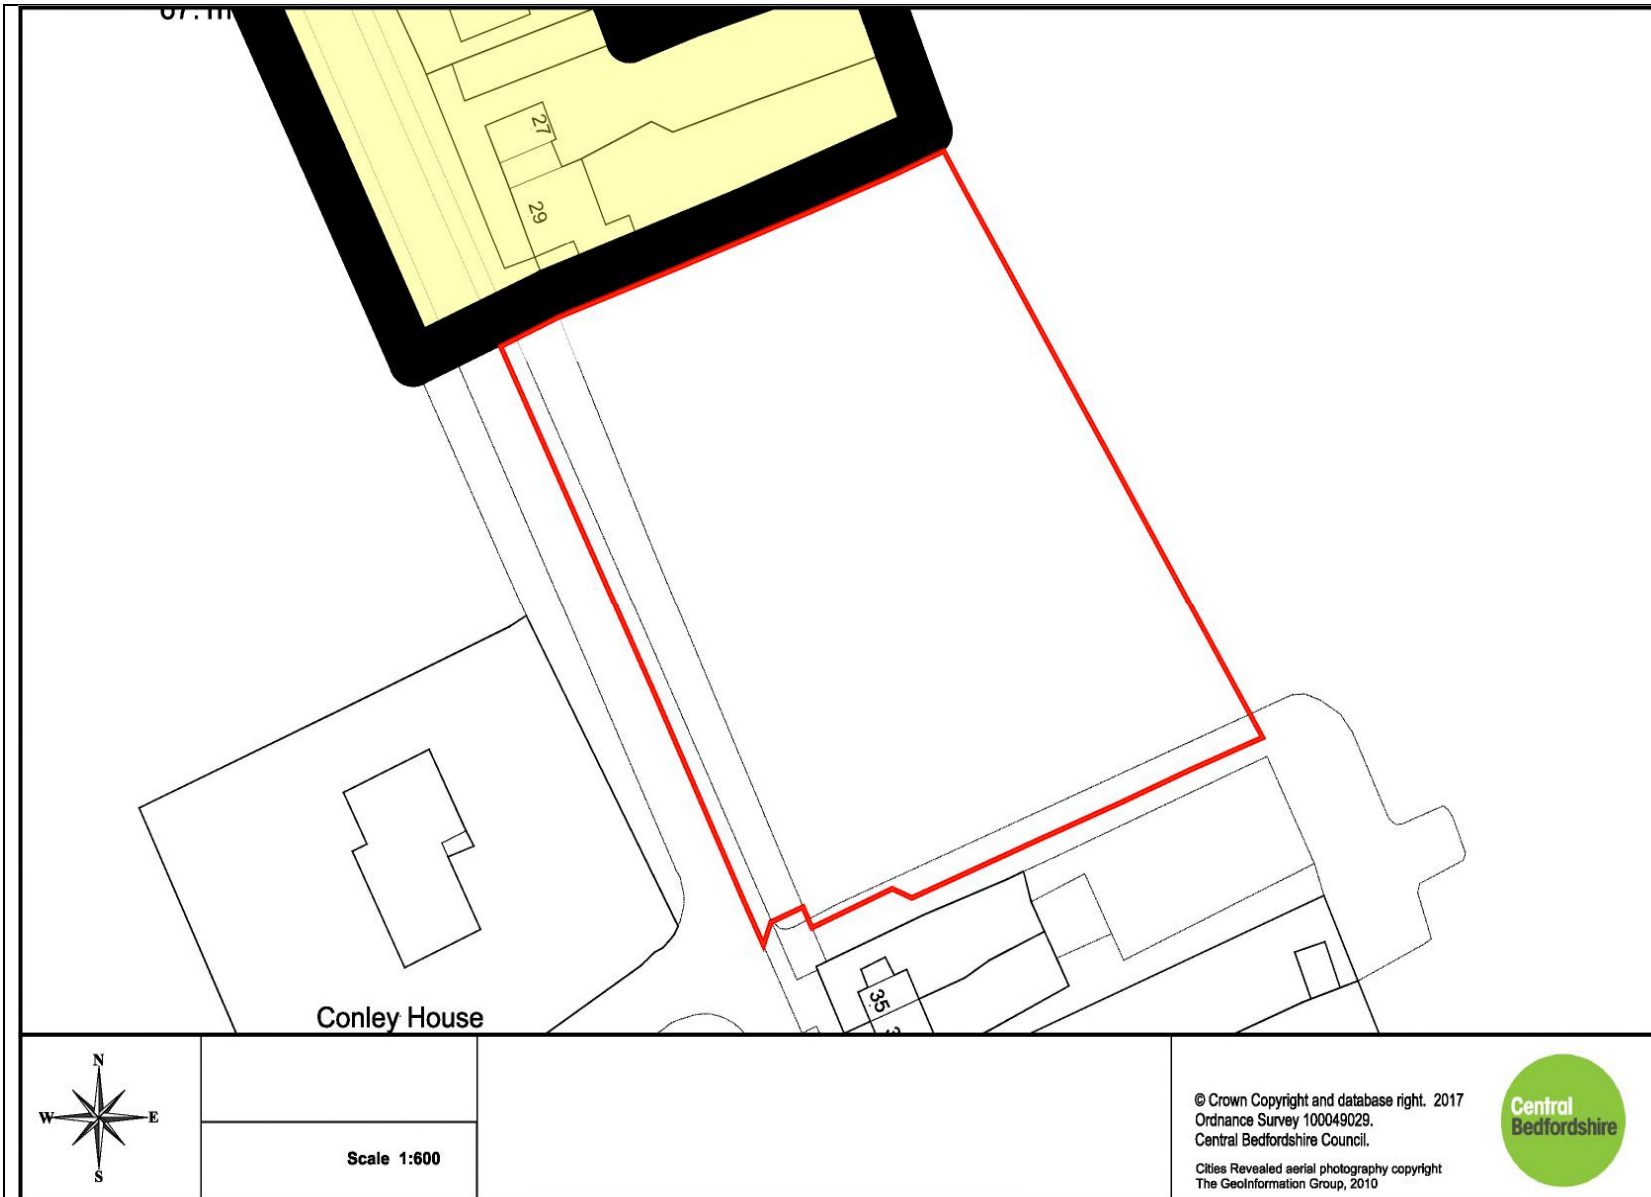 27
29
35
Conley House
N
W
E
S
Scale 1:600
© Crown Copyright and database right. 2017
Ordnance Survey 100049029.
Central Bedfordshire Council.
Cities Revealed aerial photography copyright
The GeoInformation Group, 2010
Central
Bedfordshire